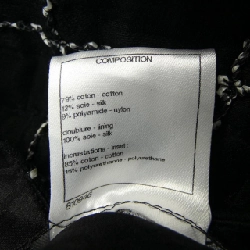 COMPOSITION
79% coton - cotton
12% soie - silk
9% polyamide - nylon
doublure - lining
100% soie - silk
incrustations - inset :
85% coton - cotton
15% polyurethane - polyurethane